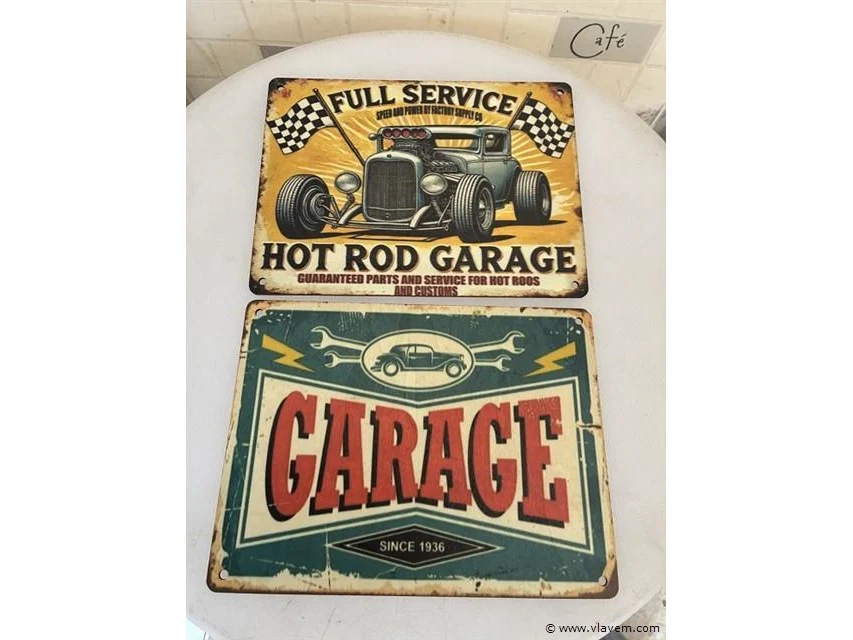 Café
FULL SERVICE
SPEED AND POWER BY FACTORY SUPPLY CO
HOT ROD GARAGE
GUARANTEED PARTS AND SERVICE FOR HOT ROOS
AND CUSTOMS
GARAGE
SINCE 1936
© www.vlavem.com